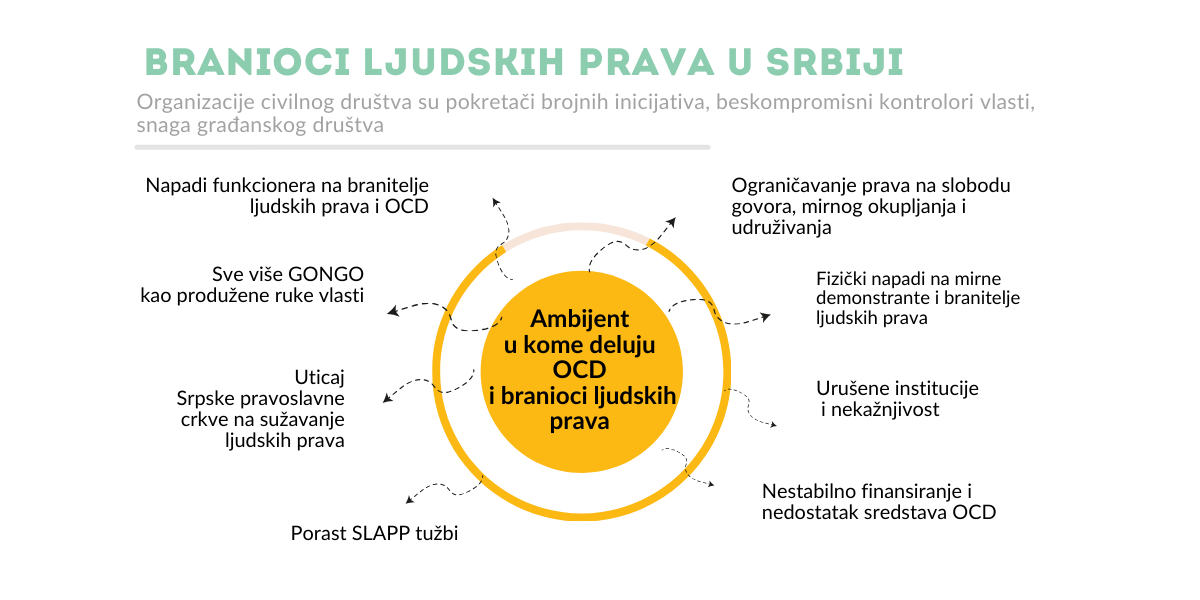 BRANIOCI LJUDSKIH PRAVA U SRBIJI
Organizacije civilnog društva su pokretači brojnih inicijativa, beskompromisni kontrolori vlasti,
snaga građanskog društva
Napadi funkcionera na branitelje
ljudskih prava i OCD
Sve više GONGO
kao produžene ruke vlasti
Uticaj
Srpske pravoslavne
crkve na sužavanje
ljudskih prava
Porast SLAPP tužbi
Ambijent
u kome deluju
OCD
i branioci ljudskih
prava
Ograničavanje prava na slobodu
govora, mirnog okupljanja i
udruživanja
Fizički napadi na mirne
demonstrante i branitelje
ljudskih prava
Urušene institucije
i nekažnjivost
Nestabilno finansiranje i
nedostatak sredstava OCD